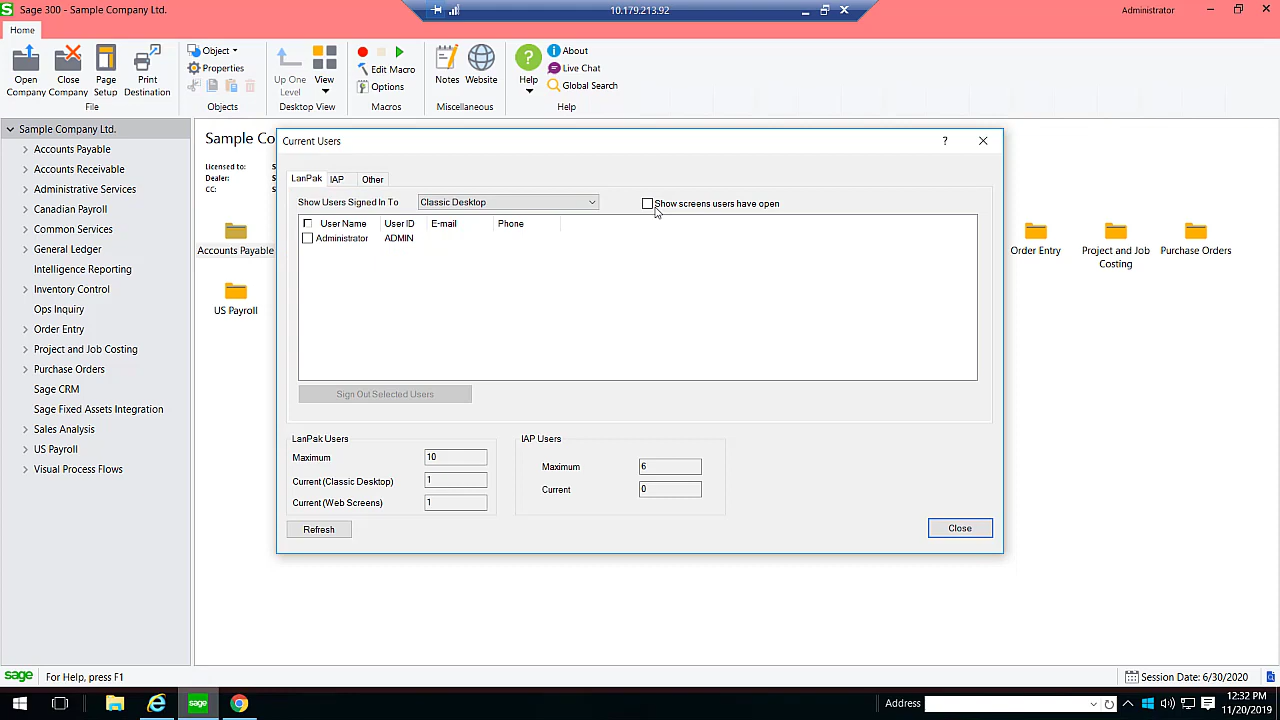 Sage 300 - Sample Company Ltd.
10.179.213.92
Administrator
Home
Open Company
Close Company
Page Setup
Print Destination
File
Object
Properties
Objects
Up One Level
View
Desktop View
Edit Macro
Options
Macros
Notes
Website
Miscellaneous
Help
About
Live Chat
Global Search
Help
Sample Company Ltd.
Accounts Payable
Accounts Receivable
Administrative Services
Canadian Payroll
Common Services
General Ledger
Intelligence Reporting
Inventory Control
Ops Inquiry
Order Entry
Project and Job Costing
Purchase Orders
Sage CRM
Sage Fixed Assets Integration
Sales Analysis
US Payroll
Visual Process Flows
Sample Co
Licensed to: S
Dealer: S
CC: S
Accounts Payable
US Payroll
Order Entry
Project and Job Costing
Purchase Orders
Current Users
?
LanPak IAP Other
Show Users Signed In To Classic Desktop
Show screens users have open
User Name User ID E-mail Phone
Administrator ADMIN
Sign Out Selected Users
LanPak Users
Maximum 10
Current (Classic Desktop) 1
Current (Web Screens) 1
IAP Users
Maximum 6
Current 0
Refresh
Close
sage For Help, press F1
Session Date: 6/30/2020
sage
Address
12:32 PM
11/20/2019